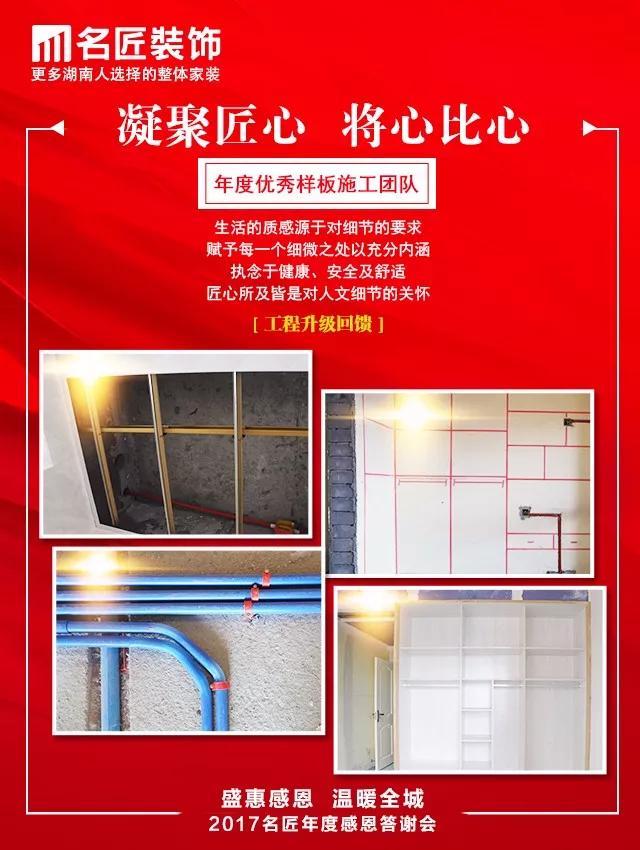 名匠裝饰
更多湖南人选择的整体家装
凝聚匠心 将心比心
年度优秀样板施工团队
生活的质感源于对细节的要求
赋予每一个细微之处以充分内涵
执念于健康、安全及舒适
匠心所及皆是对人文细节的关怀
[ 工程升级回馈 ]
盛惠感恩 温暖全城
2017名匠年度感恩答谢会